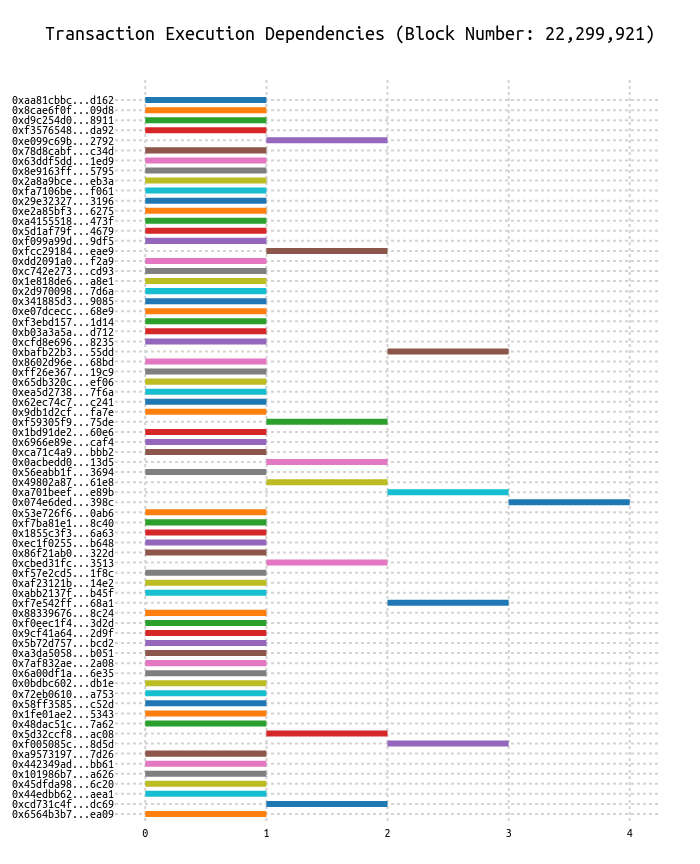 Transaction Execution Dependencies (Block Number: 22,299,921)
0xaa81cbbc...d162
0x8cae6f0f...09d8
0xd9c254d0...8911
0xf3576548...da92
0xe099c69b...2792
0x78d8cabf...c34d
0x63ddf5dd...1ed9
0x8e9163ff...5795
0x2a8a9bce...eb3a
0xfa7106be...f061
0x29e32327...3196
0xe2a85bf3...6275
0xa4155518...473f
0x5d1af79f...4679
0xf099a99d...9df5
0xfcc29184...eae9
0xdd2091a0...f2a9
0xc742e273...cd93
0x1e818de6...a8e1
0x2d970098...7d6a
0x341885d3...9085
0xe07dcecc...68e9
0xf3ebd157...1d14
0xb03a3a5a...d712
0xcfd8e696...8235
0xbafb22b3...55dd
0x8602d96e...68bd
0xff26e367...19c9
0x65db320c...ef06
0xea5d2738...7f6a
0x62ec74c7...c241
0x9db1d2cf...fa7e
0xf59305f9...75de
0x1bd91de2...60e6
0x6966e89e...caf4
0xca71c4a9...bbb2
0x0acbedd0...13d5
0x56eabb1f...3694
0x49802a87...61e8
0xa701beef...e89b
0x074e6ded...398c
0x53e726f6...0ab6
0xf7ba81e1...8c40
0x1855c3f3...6a63
0xec1f0255...b648
0x86f21ab0...322d
0xcbed31fc...3513
0xf57e2cd5...1f8c
0xaf23121b...14e2
0xabb2137f...b45f
0xf7e542ff...68a1
0x88339676...8c24
0xf0eec1f4...3d2d
0x9cf41a64...2d9f
0x5b72d757...bcd2
0xa3da5058...b051
0x7af832ae...2a08
0x6a00df1a...6e35
0x0bdbc602...db1e
0x72eb0610...a753
0x58ff3585...c52d
0x1fe01ae2...5343
0x48dac51c...7a62
0x5d32ccf8...ac08
0xf005085c...8d5d
0xa9573197...7d26
0x442349ad...bb61
0x101986b7...a626
0x45dfda98...6c20
0x44edbb62...aea1
0xcd731c4f...dc69
0x6564b3b7...ea09
0 1 2 3 4